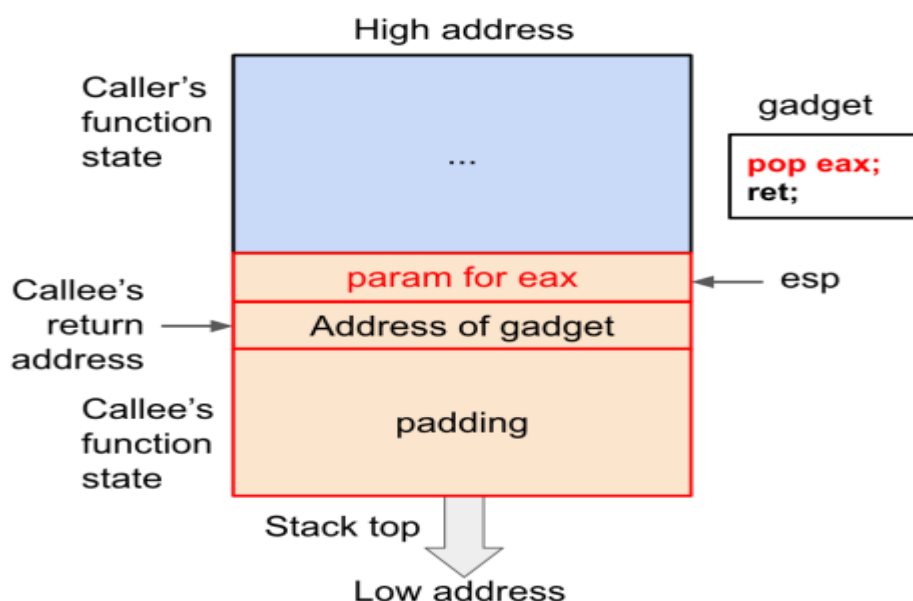 High address
Caller's
function
state
...
gadget
pop eax;
ret;
param for eax
esp
Callee's
return
address
Address of gadget
Callee's
function
state
padding
Stack top
Low address